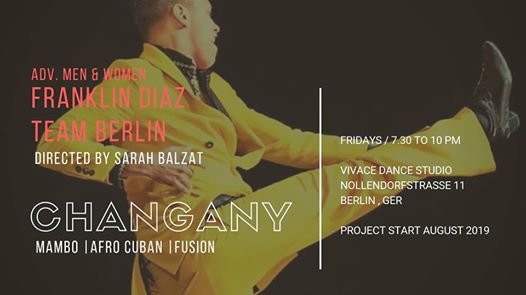 ADV. MEN & WOMEN
FRANKLIN DIAZ
TEAM BERLIN
DIRECTED BY SARAH BALZAT
CHANGANY
MAMBO |AFRO CUBAN |FUSION
FRIDAYS / 7.30 TO 10 PM
VIVACE DANCE STUDIO
NOLLENDORFSTRASSE 11
BERLIN , GER
PROJECT START AUGUST 2019